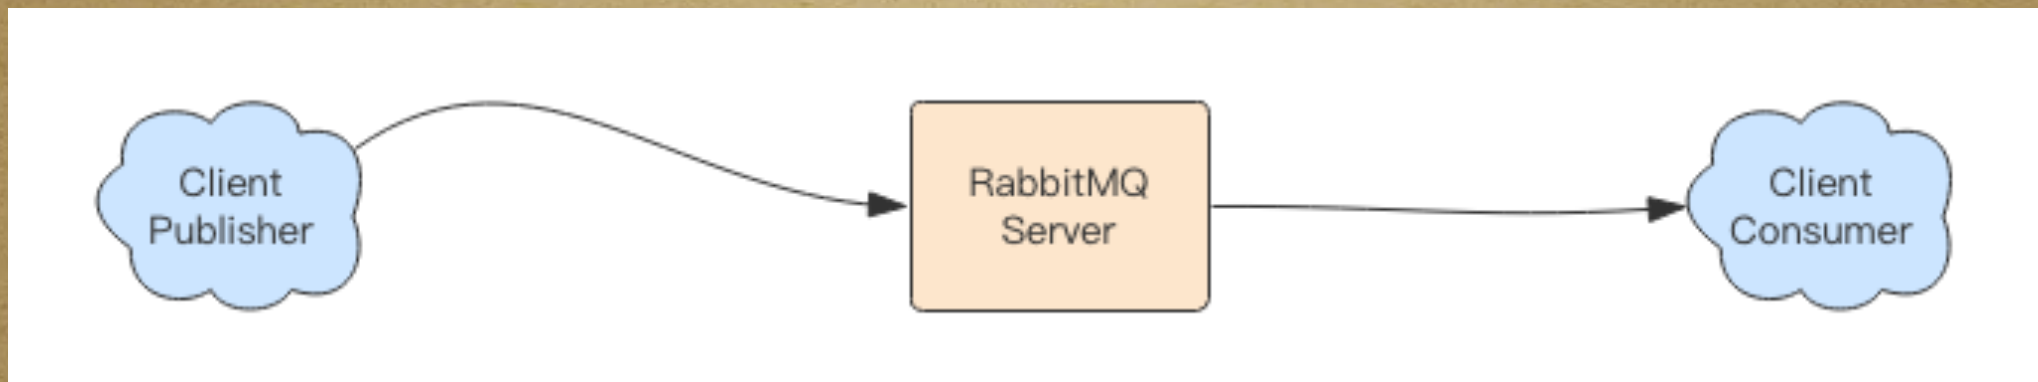 Client
Publisher
RabbitMQ
Server
Client
Consumer